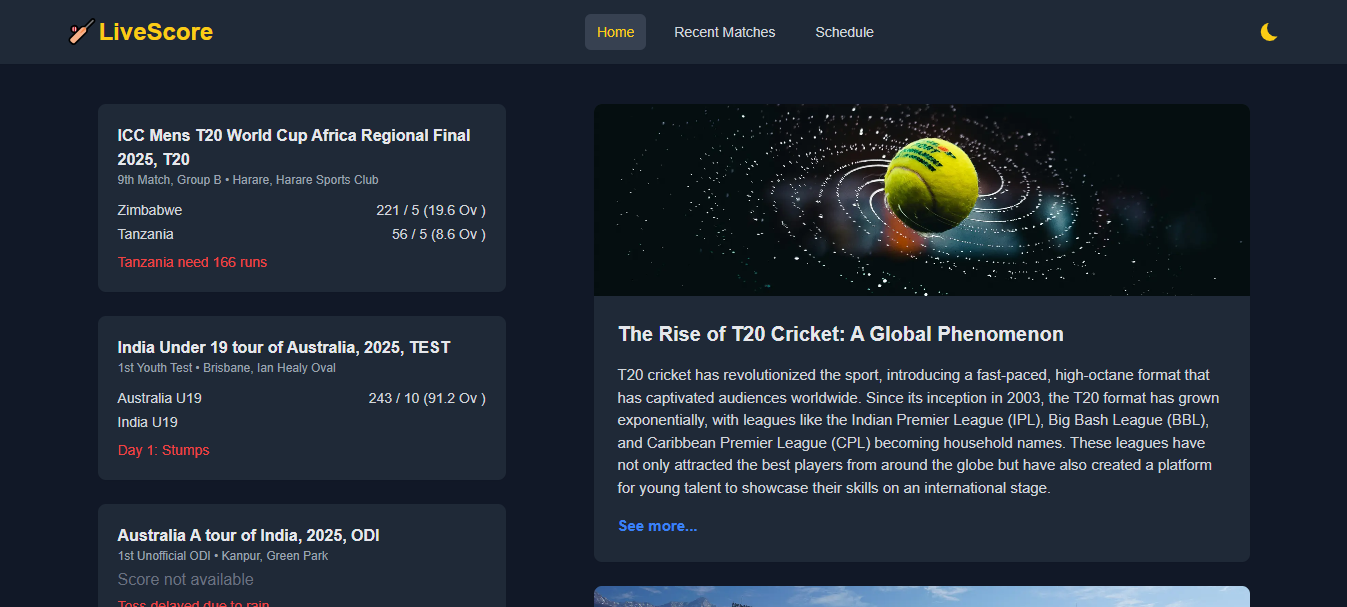 LiveScore
Home
Recent Matches
Schedule
ICC Mens T20 World Cup Africa Regional Final
2025, T20
9th Match, Group B • Harare, Harare Sports Club
Zimbabwe 221 / 5 (19.6 Ov )
Tanzania 56 / 5 (8.6 Ov )
Tanzania need 166 runs
India Under 19 tour of Australia, 2025, TEST
1st Youth Test • Brisbane, Ian Healy Oval
Australia U19 243 / 10 (91.2 Ov )
India U19
Day 1: Stumps
Australia A tour of India, 2025, ODI
1st Unofficial ODI • Kanpur, Green Park
Score not available
Toss delayed due to rain
The Rise of T20 Cricket: A Global Phenomenon
T20 cricket has revolutionized the sport, introducing a fast-paced, high-octane format that
has captivated audiences worldwide. Since its inception in 2003, the T20 format has grown
exponentially, with leagues like the Indian Premier League (IPL), Big Bash League (BBL),
and Caribbean Premier League (CPL) becoming household names. These leagues have
not only attracted the best players from around the globe but have also created a platform
for young talent to showcase their skills on an international stage.
See more...